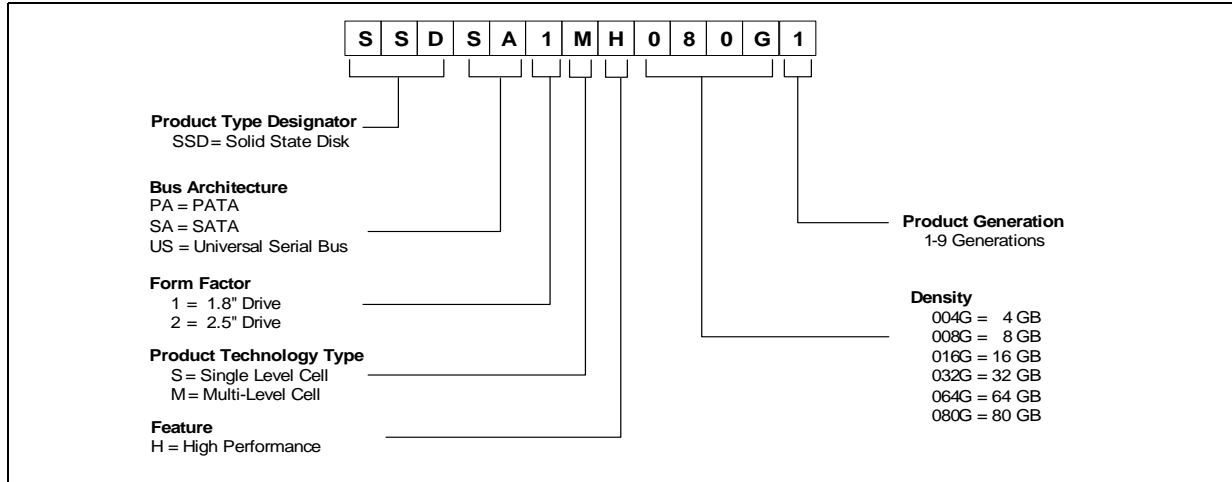 S S D S A 1 M H 0 8 0 G 1
Product Type Designator
SSD = Solid State Disk
Bus Architecture
PA = PATA
SA = SATA
US = Universal Serial Bus
Form Factor
1 = 1.8" Drive
2 = 2.5" Drive
Product Technology Type
S = Single Level Cell
M = Multi-Level Cell
Feature
H = High Performance
Product Generation
1-9 Generations
Density
004G = 4 GB
008G = 8 GB
016G = 16 GB
032G = 32 GB
064G = 64 GB
080G = 80 GB